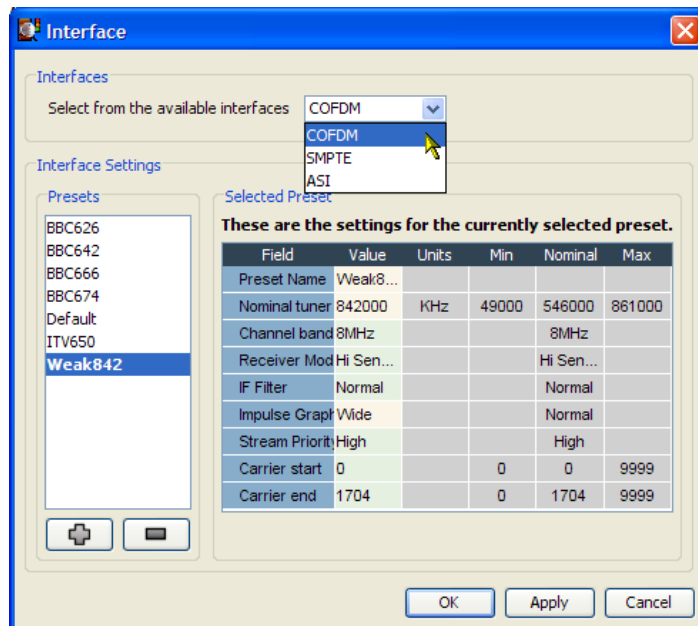 Interface
Interfaces
Select from the available interfaces COFDM
COFDM
SMPTE
ASI
Interface Settings
Presets
BBC626
BBC642
BBC666
BBC674
Default
ITV650
Weak842
Selected Preset
These are the settings for the currently selected preset.
Field Value Units Min Nominal Max
Preset Name Weak8...
Nominal tuner 842000 KHz 49000 546000 861000
Channel band 8MHz 8MHz
Receiver Mod Hi Sen... Hi Sen...
IF Filter Normal Normal
Impulse Graph Wide Normal
Stream Priority High High
Carrier start 0 0 0 9999
Carrier end 1704 0 1704 9999
OK Apply Cancel